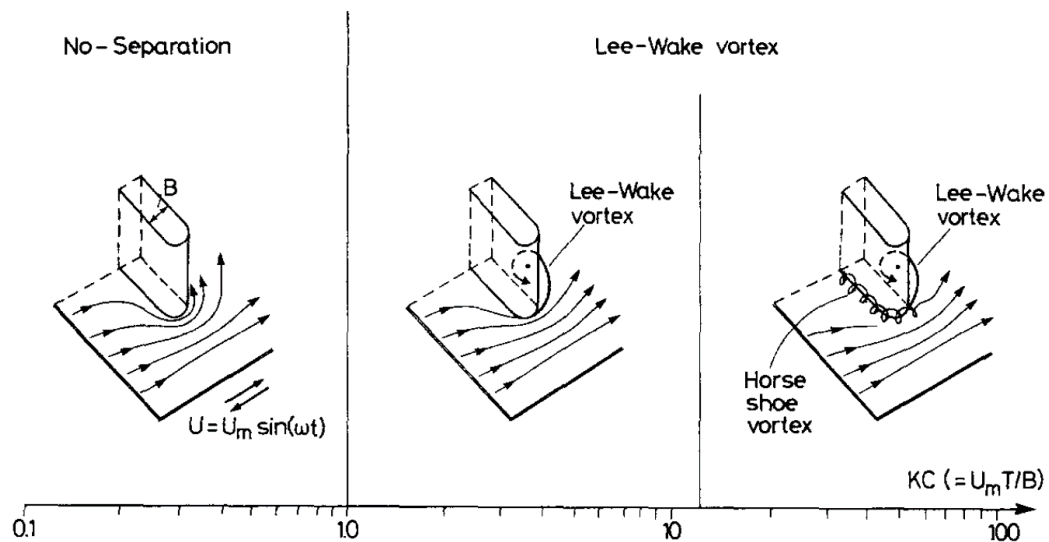 No-Separation
Lee-Wake vortex
B
Lee-Wake
vortex
Lee-Wake
vortex
U=Uₘ sin(ωt)
Horse
shoe
vortex
KC (=UₘT/B)
0.1 1.0 10 100